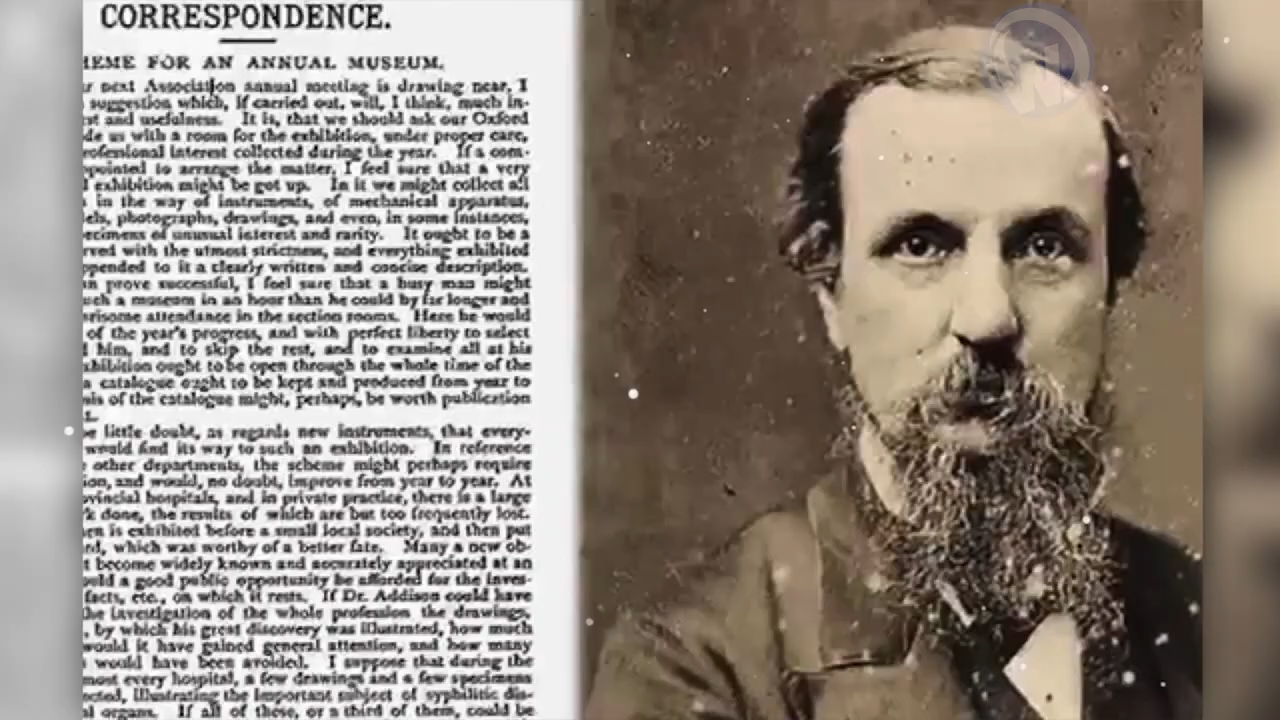 CORRESPONDENCE.
HEME FOR AN ANNUAL MUSEUM.
r next Association annual meeting is drawing near, I
suggestion which, if carried out, will, I think, much in-
st and usefulness. It is, that we should ask our Oxford
de us with a room for the exhibition, under proper care,
rofessional interest collected during the year. If a com-
ppointed to arrange the matter, I feel sure that a very
l exhibition might be got up. In it we might collect all
s in the way of instruments, of mechanical apparatus,
els, photographs, drawings, and even, in some instances,
ecimens of unusual interest and rarity. It ought to be a
rved with the utmost strictness, and everything exhibited
ppended to it a clearly written and concise description.
an prove successful, I feel sure that a busy man might
uch a museum in an hour than he could by far longer and
arisome attendance in the section rooms. Here he would
of the year's progress, and with perfect liberty to select
d him, and to skip the rest, and to examine all at his
xhibition ought to be open through the whole time of the
a catalogue ought to be kept and produced from year to
sis of the catalogue might, perhaps, be worth publication
l.
be little doubt, as regards new instruments, that every-
would find its way to such an exhibition. In reference
other departments, the scheme might perhaps require
ion, and would, no doubt, improve from year to year. At
ovincial hospitals, and in private practice, there is a large
k done, the results of which are but too frequently lost.
en is exhibited before a small local society, and then put
rd, which was worthy of a better fate. Many a new ob-
t become widely known and accurately appreciated at an
ould a good public opportunity be afforded for the inves-
facts, etc., on which it rests. If Dr. Addison could have
the investigation of the whole profession the drawings,
, by which his great discovery was illustrated, how much
would it have gained general attention, and how many
s would have been avoided. I suppose that during the
most every hospital, a few drawings and a few specimens
ected, illustrating the important subject of syphilitic dis-
al organs. If all of these, or a third of them, could be
W